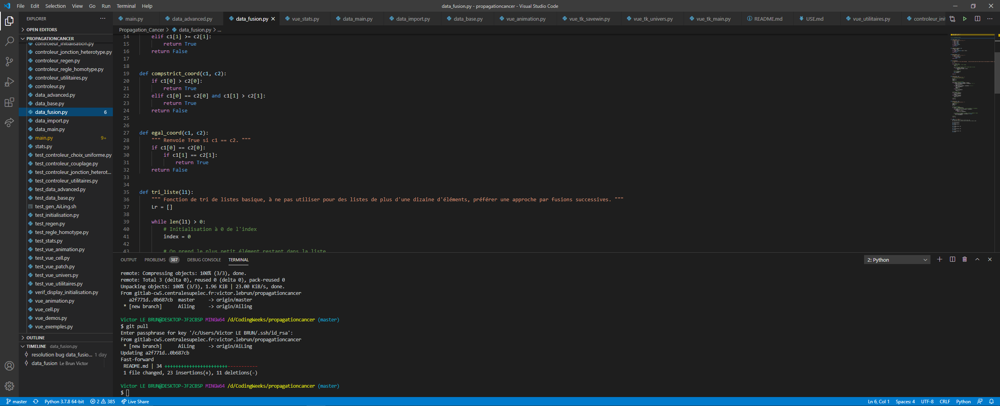 File Edit Selection View Go Run Terminal Help
data_fusion.py - propagationcancer - Visual Studio Code
EXPLORER
main.py data_advanced.py data_fusion.py vue_stats.py data_main.py data_import.py data_base.py vue_animation.py vue_tk_savewin.py vue_tk_univers.py vue_tk_main.py README.md USE.md vue_utilitaires.py controleur_init
OPEN EDITORS
PROPAGATIONCANCER
controleur_initialisation.py
controleur_jonction_heterotype.py
controleur_regen.py
controleur_regle_homotype.py
controleur_utilitaires.py
controleur.py
data_advanced.py
data_base.py
data_fusion.py 6
data_import.py
data_main.py
main.py 9+
stats.py
test_controleur_choix_uniforme.py
test_controleur_couplage.py
test_controleur_jonction_heterot...
test_controleur_utilitaires.py
test_data_advanced.py
test_data_base.py
test_gen_AiLing.sh
test_initialisation.py
test_regen.py
test_regle_homotype.py
test_stats.py
test_vue_animation.py
test_vue_cell.py
test_vue_patch.py
test_vue_univers.py
test_vue_utilitaires.py
verif_display_initialisation.py
vue_animation.py
vue_cell.py
vue_demos.py
vue_exemples.py
OUTLINE
TIMELINE data_fusion.py
resolution bug data_fusio... 1 day
data_fusion Le Brun Victor
Propagation_Cancer > data_fusion.py > ...
14 elif c1[1] >= c2[1]:
15 return True
16 return False
17
18
19 def compstrict_coord(c1, c2):
20 if c1[0] > c2[0]:
21 return True
22 elif c1[0] == c2[0] and c1[1] > c2[1]:
23 return True
24 return False
25
26
27 def egal_coord(c1, c2):
28 """ Renvoie True si c1 == c2. """
29 if c1[0] == c2[0]:
30 if c1[1] == c2[1]:
31 return True
32 return False
33
34
35 def tri_liste(l1):
36 """ Fonction de tri de listes basique, à ne pas utiliser pour des listes de plus d'une dizaine d'éléments, préférer une approche par fusions successives. """
37 Lr = []
38
39 while len(l1) > 0:
40 # Initialisation à 0 de l'index
41 index = 0
42
43 # On prend le plus petit élément restant dans la liste
OUTPUT PROBLEMS 387 DEBUG CONSOLE TERMINAL
2: Python
remote: Compressing objects: 100% (3/3), done.
remote: Total 3 (delta 0), reused 0 (delta 0), pack-reused 0
Unpacking objects: 100% (3/3), 1.96 KiB | 23.00 KiB/s, done.
From gitlab-cw5.centralesupelec.fr:victor.lebrun/propagationcancer
a2f771d..0b687cb master -> origin/master
* [new branch] Ailing -> origin/Ailing
Victor LE BRUN@DESKTOP-JF2CBSP MINGW64 /d/CodingWeeks/propagationcancer (master)
$ git pull
Enter passphrase for key '/c/Users/Victor LE BRUN/.ssh/id_rsa':
From gitlab-cw5.centralesupelec.fr:victor.lebrun/propagationcancer
* [new branch] AiLing -> origin/AiLing
Updating a2f771d..0b687cb
Fast-forward
README.md | 34 +++++++++++++++++++++++-----------
1 file changed, 23 insertions(+), 11 deletions(-)
Victor LE BRUN@DESKTOP-JF2CBSP MINGW64 /d/CodingWeeks/propagationcancer (master)
$
master Python 3.7.8 64-bit 2 385 Live Share
Ln 6, Col 1 Spaces: 4 UTF-8 CRLF Python